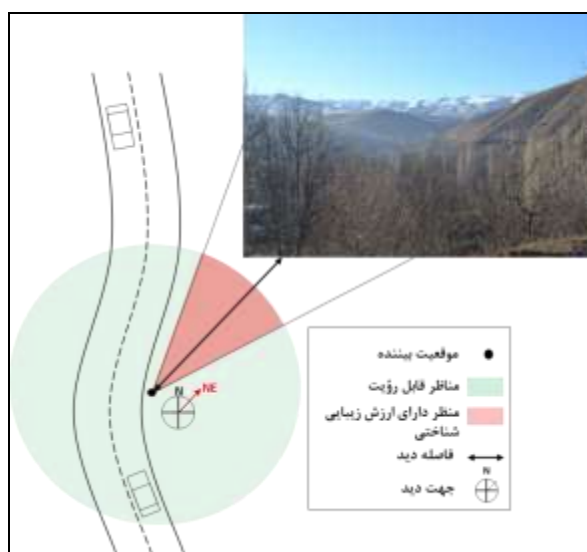 N
NE
موقعیت بیننده
مناظر قابل رؤیت
منظر دارای ارزش زیبایی
شناختی
فاصله دید
N
جهت دید